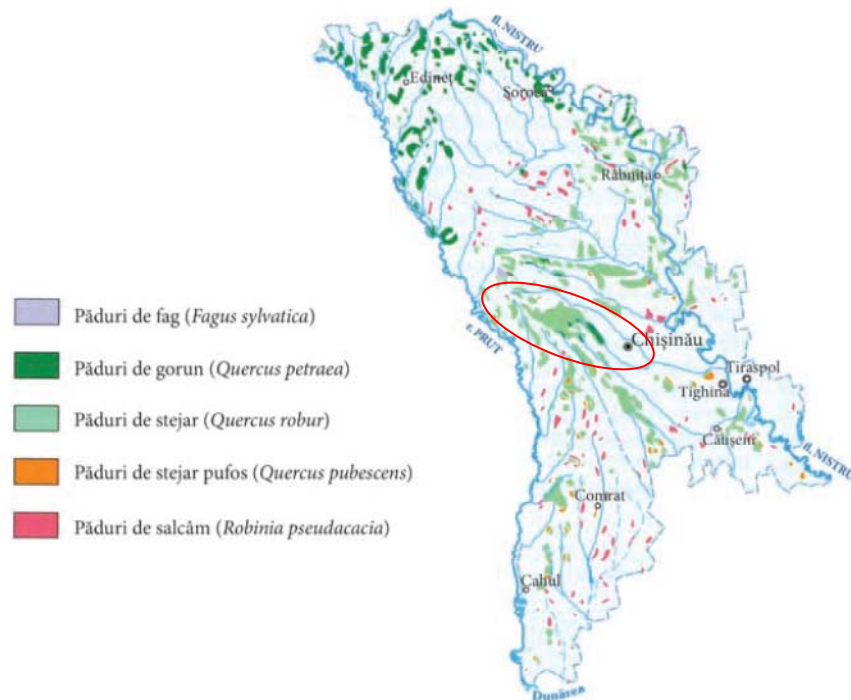 fl. NISTRU
Edineț
Soroca
Râbnița
Păduri de fag (Fagus sylvatica)
Păduri de gorun (Quercus petraea)
Păduri de stejar (Quercus robur)
Păduri de stejar pufos (Quercus pubescens)
Păduri de salcâm (Robinia pseudacacia)
r. PRUT
Chișinău
Tiraspol
Tighina
Căușeni
fl. NISTRU
Comrat
Cahul
Dunărea